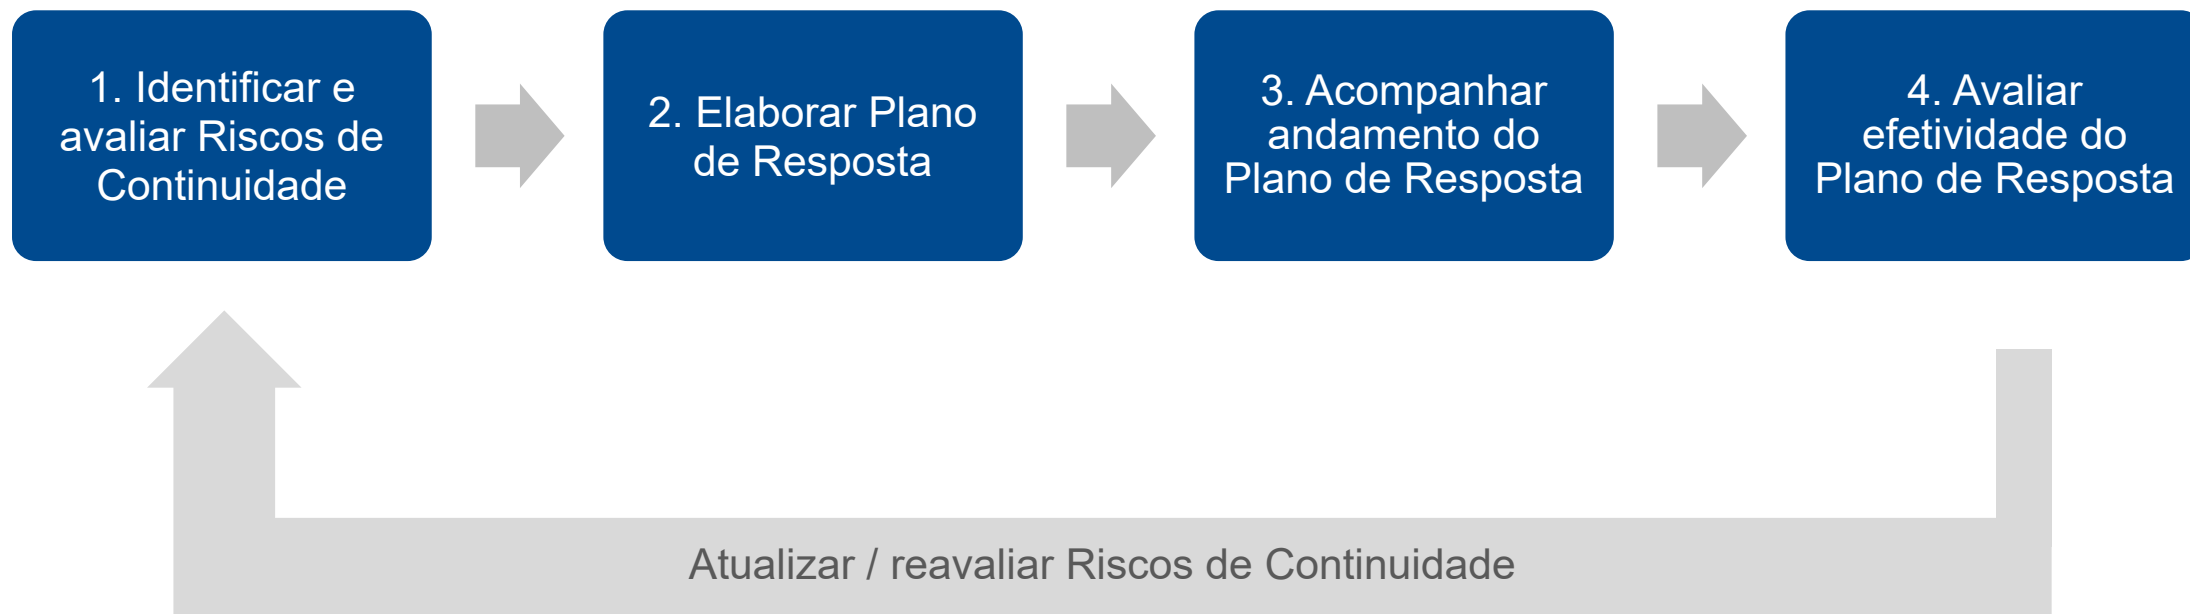 1. Identificar e
avaliar Riscos de
Continuidade
2. Elaborar Plano
de Resposta
3. Acompanhar
andamento do
Plano de Resposta
4. Avaliar
efetividade do
Plano de Resposta
Atualizar / reavaliar Riscos de Continuidade